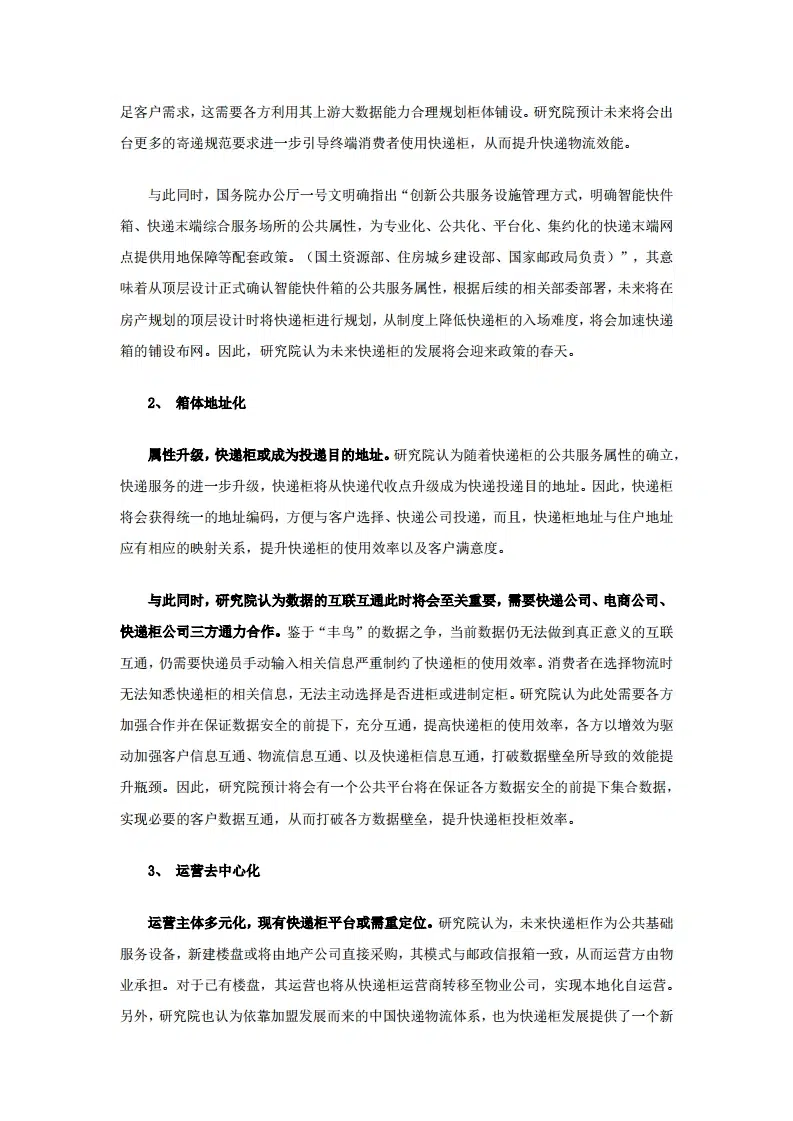 足客户需求，这需要各方利用其上游大数据能力合理规划柜体铺设。研究院预计未来将会出
台更多的寄递规范要求进一步引导终端消费者使用快递柜，从而提升快递物流效能。
与此同时，国务院办公厅一号文明确指出“创新公共服务设施管理方式，明确智能快件
箱、快递末端综合服务场所的公共属性，为专业化、公共化、平台化、集约化的快递末端网
点提供用地保障等配套政策。（国土资源部、住房城乡建设部、国家邮政局负责）”，其意
味着从顶层设计正式确认智能快件箱的公共服务属性，根据后续的相关部委部署，未来将在
房产规划的顶层设计时将快递柜进行规划，从制度上降低快递柜的入场难度，将会加速快递
箱的铺设布网。因此，研究院认为未来快递柜的发展将会迎来政策的春天。
2、 箱体地址化
属性升级，快递柜或成为投递目的地址。研究院认为随着快递柜的公共服务属性的确立，
快递服务的进一步升级，快递柜将从快递代收点升级成为快递投递目的地址。因此，快递柜
将会获得统一的地址编码，方便与客户选择、快递公司投递，而且，快递柜地址与住户地址
应有相应的映射关系，提升快递柜的使用效率以及客户满意度。
与此同时，研究院认为数据的互联互通此时将会至关重要，需要快递公司、电商公司、
快递柜公司三方通力合作。鉴于“丰鸟”的数据之争，当前数据仍无法做到真正意义的互联
互通，仍需要快递员手动输入相关信息严重制约了快递柜的使用效率。消费者在选择物流时
无法知悉快递柜的相关信息，无法主动选择是否进柜或进制定柜。研究院认为此处需要各方
加强合作并在保证数据安全的前提下，充分互通，提高快递柜的使用效率，各方以增效为驱
动加强客户信息互通、物流信息互通、以及快递柜信息互通，打破数据壁垒所导致的效能提
升瓶颈。因此，研究院预计将会有一个公共平台将在保证各方数据安全的前提下集合数据，
实现必要的客户数据互通，从而打破各方数据壁垒，提升快递柜投柜效率。
3、 运营去中心化
运营主体多元化，现有快递柜平台或需重定位。研究院认为，未来快递柜作为公共基础
服务设备，新建楼盘或将由地产公司直接采购，其模式与邮政信报箱一致，从而运营方由物
业承担。对于已有楼盘，其运营也将从快递柜运营商转移至物业公司，实现本地化自运营。
另外，研究院也认为依靠加盟发展而来的中国快递物流体系，也为快递柜发展提供了一个新